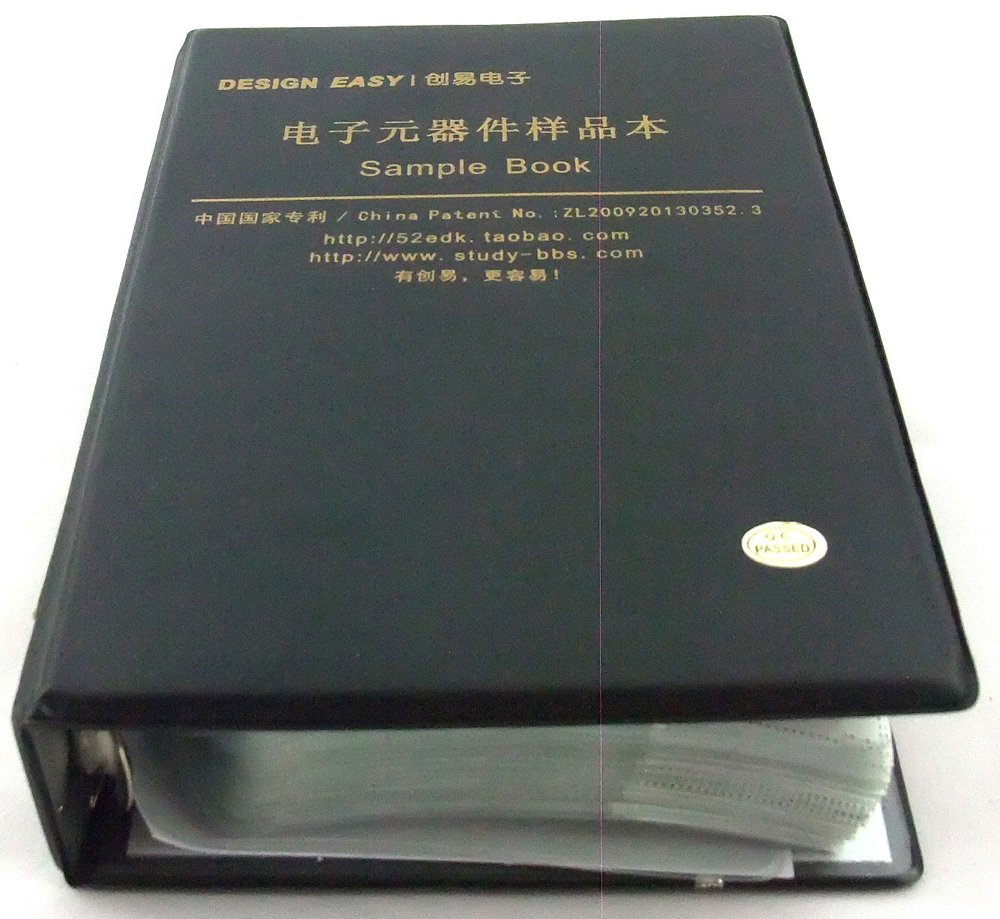 DESIGN EASY | 创易电子
电子元器件样品本
Sample Book
中国国家专利 / China Patent No.:ZL200920130352.3
http://52edk.taobao.com
http://www.study-bbs.com
有创易，更容易！
Q.C.
PASSED